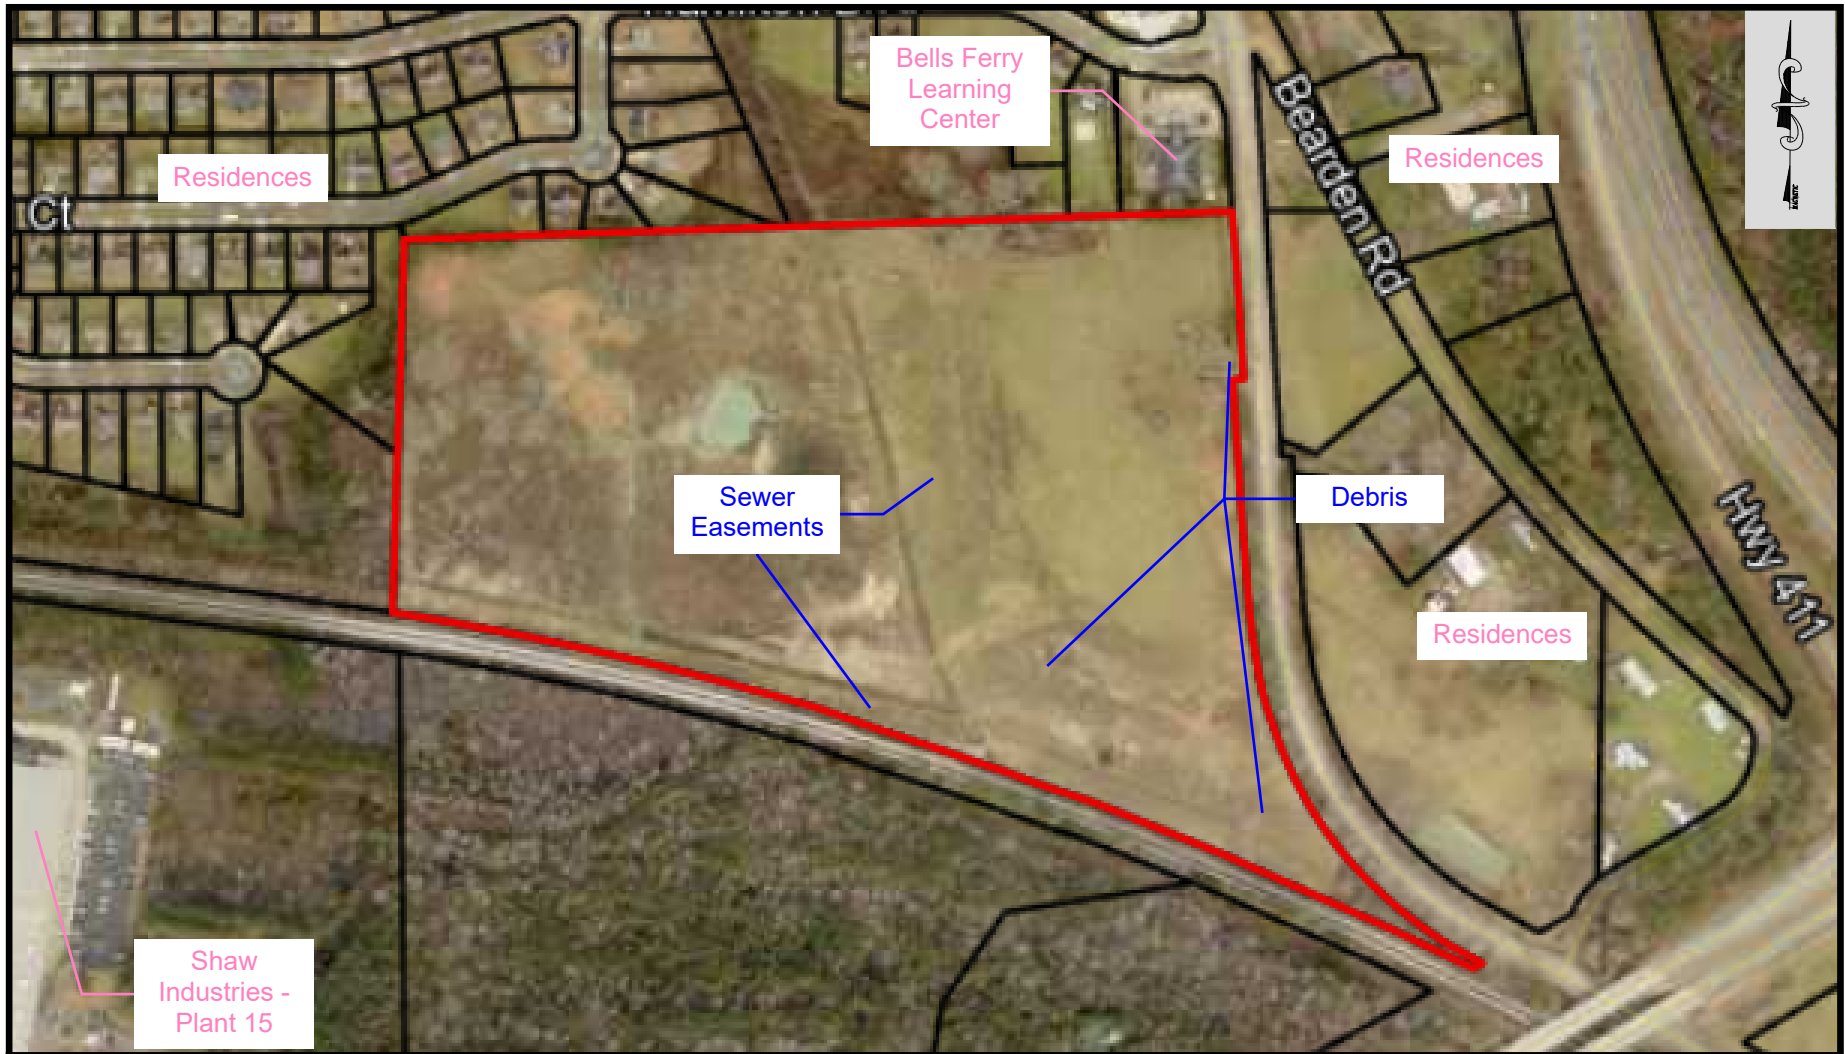 Bells Ferry
Learning
Center
Residences
Residences
Ct
Bearden Rd
Sewer
Easements
Debris
Hwy 411
Residences
Shaw
Industries -
Plant 15